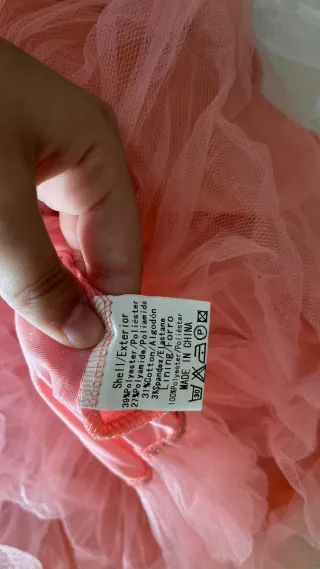 Shell/Exterior
39%Polyester/Poliéster
27%Polyamide/Poliamida
31%Cotton/Algodón
3%Spandex/Elastane
Lining/Forro
100%Polyester/Poliéster
MADE IN CHINA
30
P